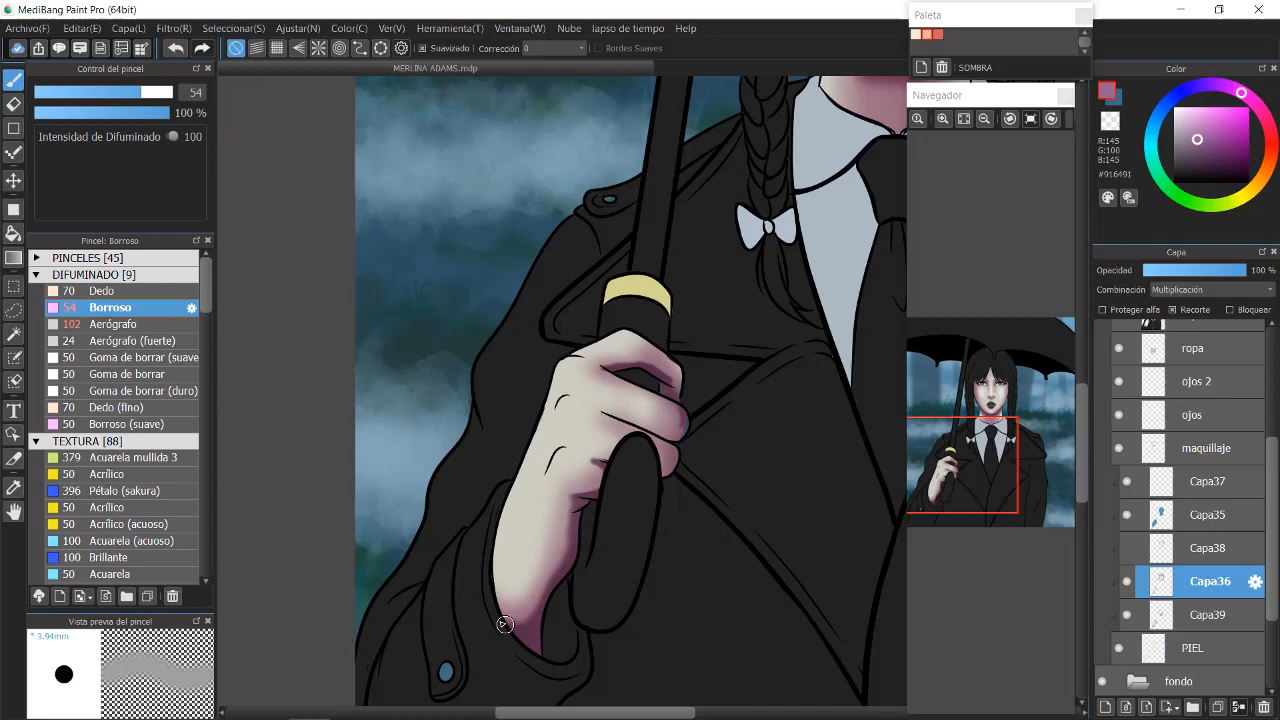 MediBang Paint Pro (64bit)
Archivo(F) Editar(E) Capa(L) Filtro(R) Seleccionar(S) Ajustar(N) Color(C) Ver(V) Herramienta(T) Ventana(W) Nube lapso de tiempo Help
Suavizado Corrección 0 Bordes Suaves
MERLINA ADAMS.mdp
Control del pincel
54
100 %
Intensidad de Difuminado 100
Pincel: Borroso
PINCELES [45]
DIFUMINADO [9]
70 Dedo
54 Borroso
102 Aerógrafo
24 Aerógrafo (fuerte)
50 Goma de borrar (suave
50 Goma de borrar
50 Goma de borrar (duro)
70 Dedo (fino)
50 Borroso (suave)
TEXTURA [88]
379 Acuarela mullida 3
50 Acrílico
396 Pétalo (sakura)
50 Acrílico
50 Acrílico (acuoso)
100 Acuarela (acuoso)
100 Brillante
50 Acuarela
Vista previa del pincel
* 3.94mm
Paleta
SOMBRA
Navegador
Color
R:145
G:100
B:145
#916491
Capa
Opacidad 100 %
Combinación Multiplicación
Proteger alfa Recorte Bloquear
ropa
ojos 2
ojos
maquillaje
Capa37
Capa35
Capa38
Capa36
Capa39
PIEL
fondo